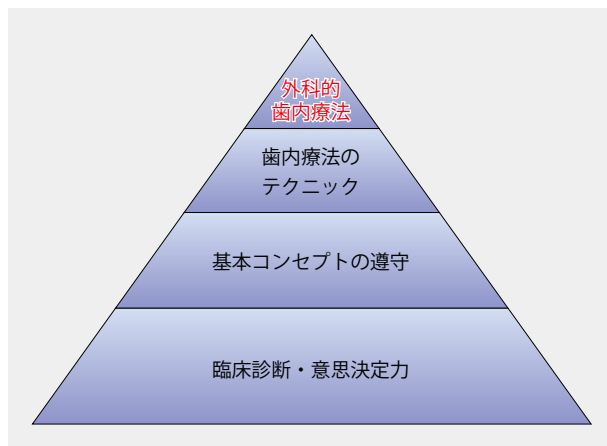 外科的
歯内療法
歯内療法の
テクニック
基本コンセプトの遵守
臨床診断・意思決定力